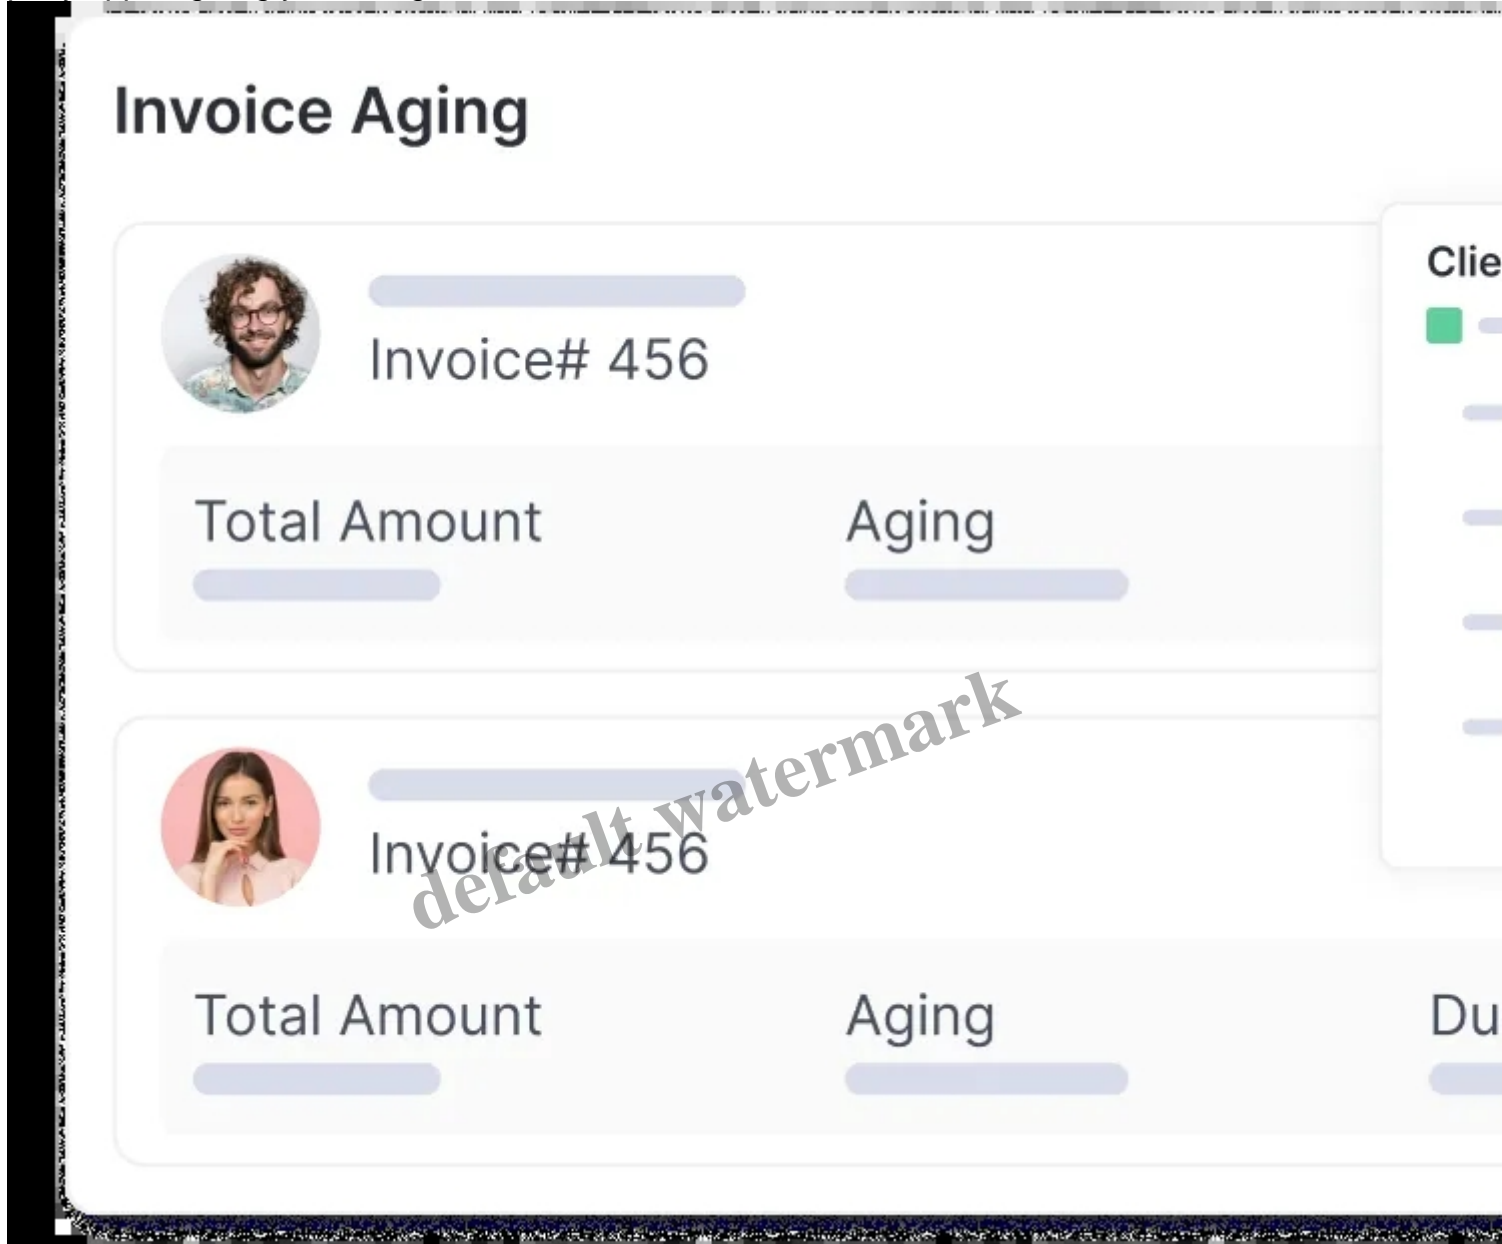 Invoice Aging
Clie
Invoice# 456
Total Amount
Aging
default watermark
Invoice# 456
Total Amount
Aging
Du